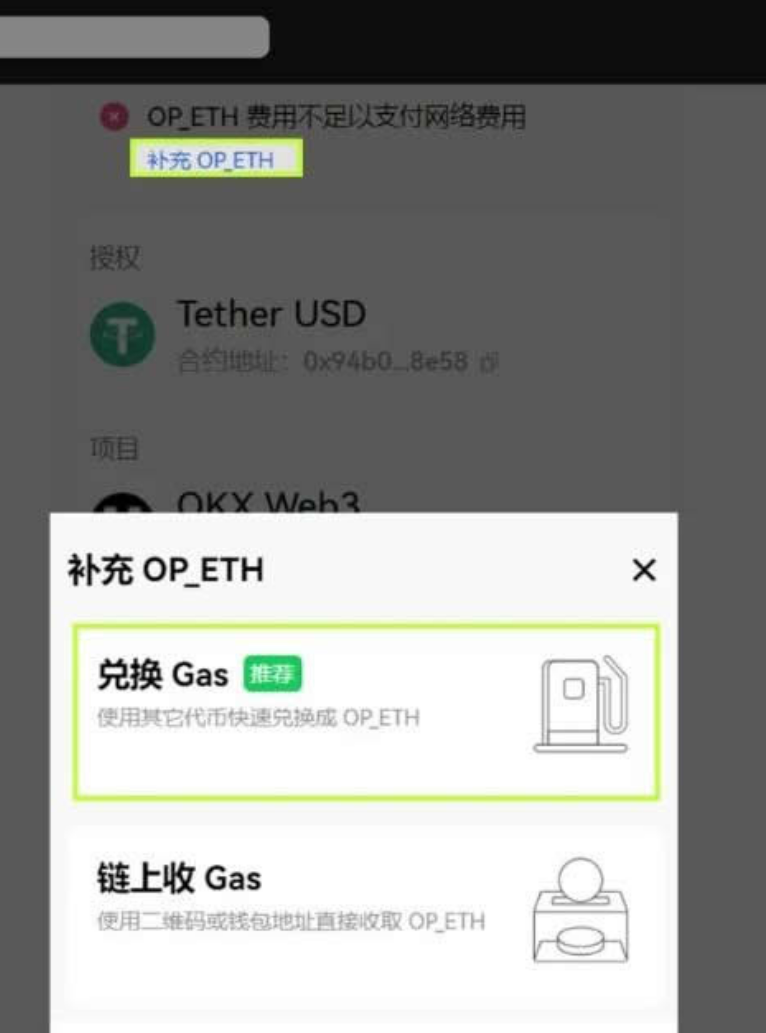 OP_ETH 费用不足以支付网络费用
补充 OP_ETH
授权
Tether USD
合约地址: 0x94b0...8e58
项目
OKX Web3
补充 OP_ETH
兑换 Gas 推荐
使用其它代币快速兑换成 OP_ETH
链上收 Gas
使用二维码或钱包地址直接收取 OP_ETH